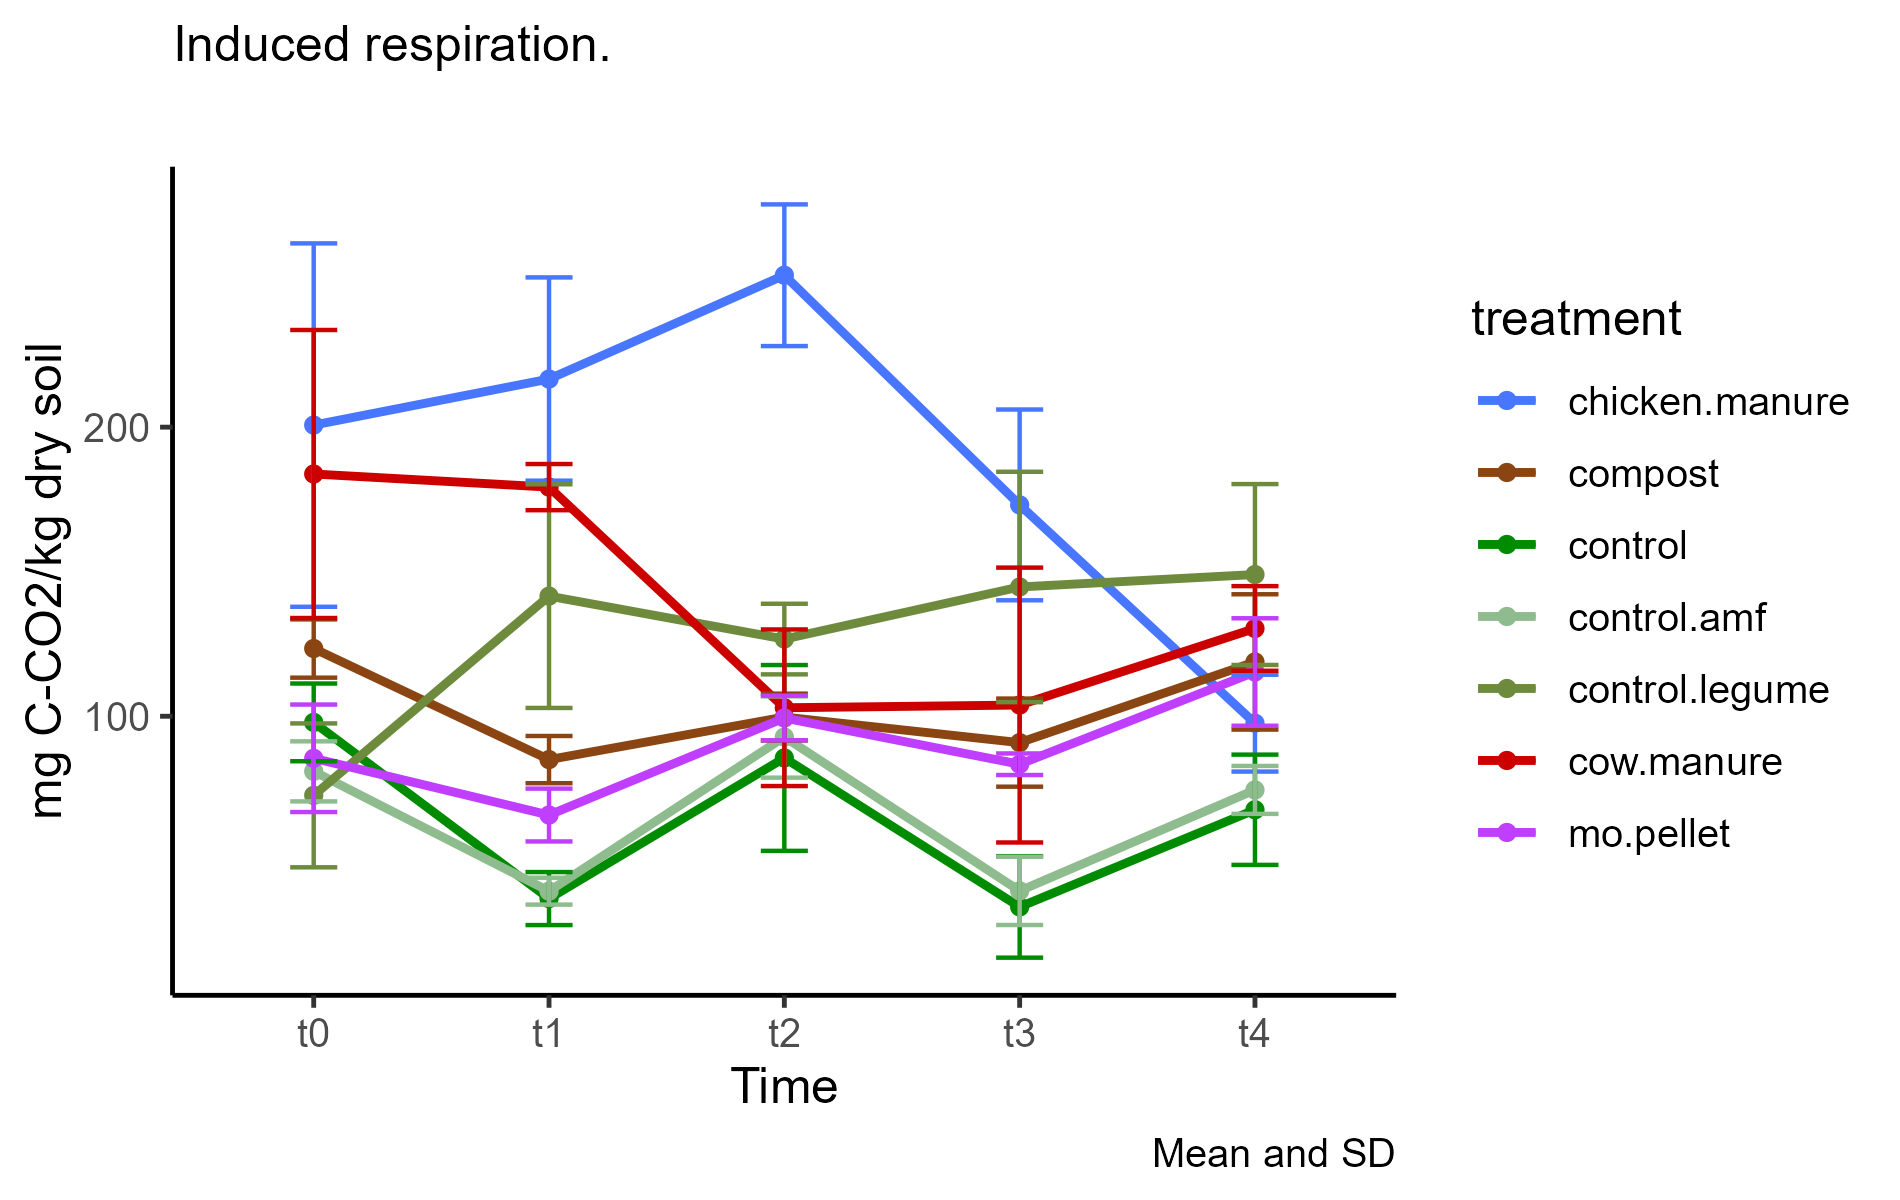 Induced respiration.
mg C-CO2/kg dry soil
200
100
t0 t1 t2 t3 t4
Time
Mean and SD
treatment
chicken.manure
compost
control
control.amf
control.legume
cow.manure
mo.pellet